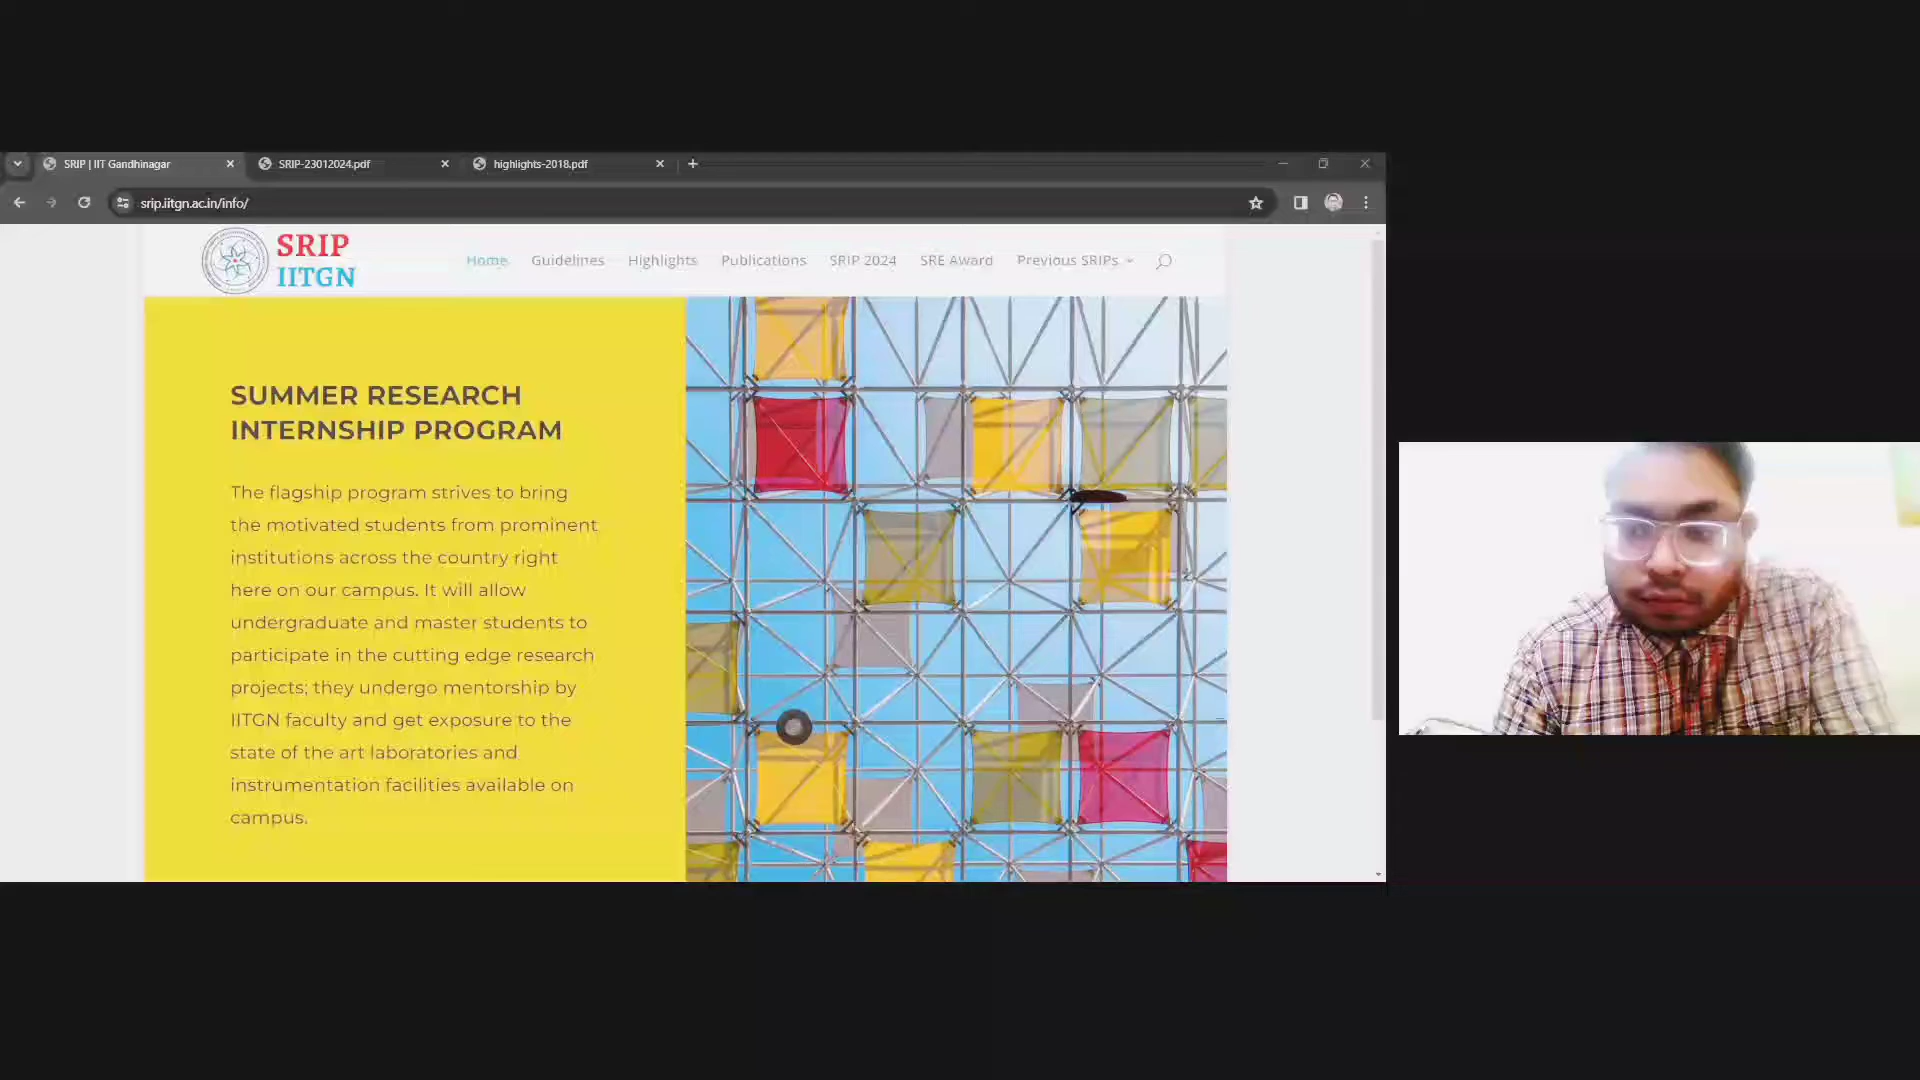 SRIP | IIT Gandhinagar
SRIP-23012024.pdf
highlights-2018.pdf
srip.iitgn.ac.in/info/
SRIP
IITGN
Home
Guidelines
Highlights
Publications
SRIP 2024
SRE Award
Previous SRIPs
SUMMER RESEARCH
INTERNSHIP PROGRAM
The flagship program strives to bring
the motivated students from prominent
institutions across the country right
here on our campus. It will allow
undergraduate and master students to
participate in the cutting edge research
projects; they undergo mentorship by
IITGN faculty and get exposure to the
state of the art laboratories and
instrumentation facilities available on
campus.